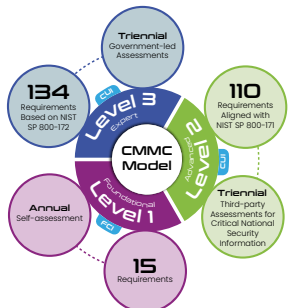 Triennial
Government-led
Assessments
134
Requirements
Based on NIST
SP 800-172
CUI
Level 3
Expert
110
Requirements
Aligned with
NIST SP 800-171
CUI
Level 2
Advanced
CMMC
Model
Triennial
Third-party
Assessments for
Critical National
Security
Information
Annual
Self-assessment
Foundational
Level 1
FCI
15
Requirements